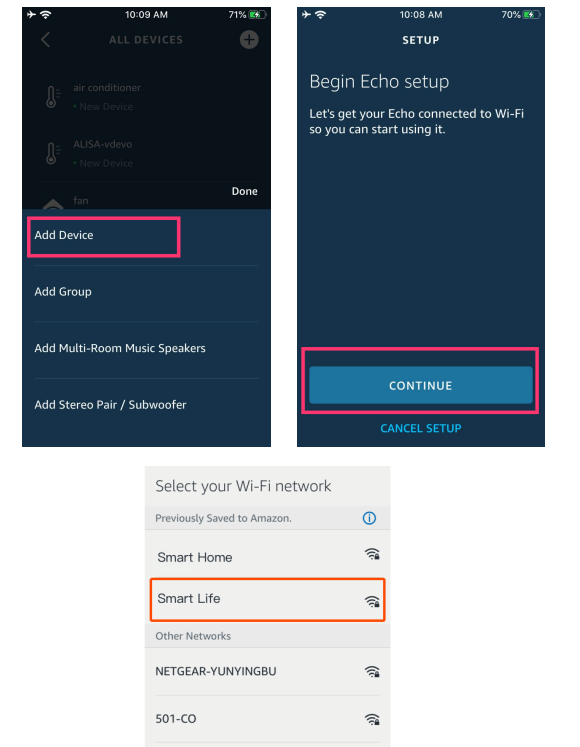 10:09 AM
71%
ALL DEVICES
air conditioner
• New Device
ALISA-vdevo
• New Device
fan
Done
Add Device
Add Group
Add Multi-Room Music Speakers
Add Stereo Pair / Subwoofer
10:08 AM
70%
SETUP
Begin Echo setup
Let's get your Echo connected to Wi-Fi
so you can start using it.
CONTINUE
CANCEL SETUP
Select your Wi-Fi network
Previously Saved to Amazon.
Smart Home
Smart Life
Other Networks
NETGEAR-YUNYINGBU
501-CO